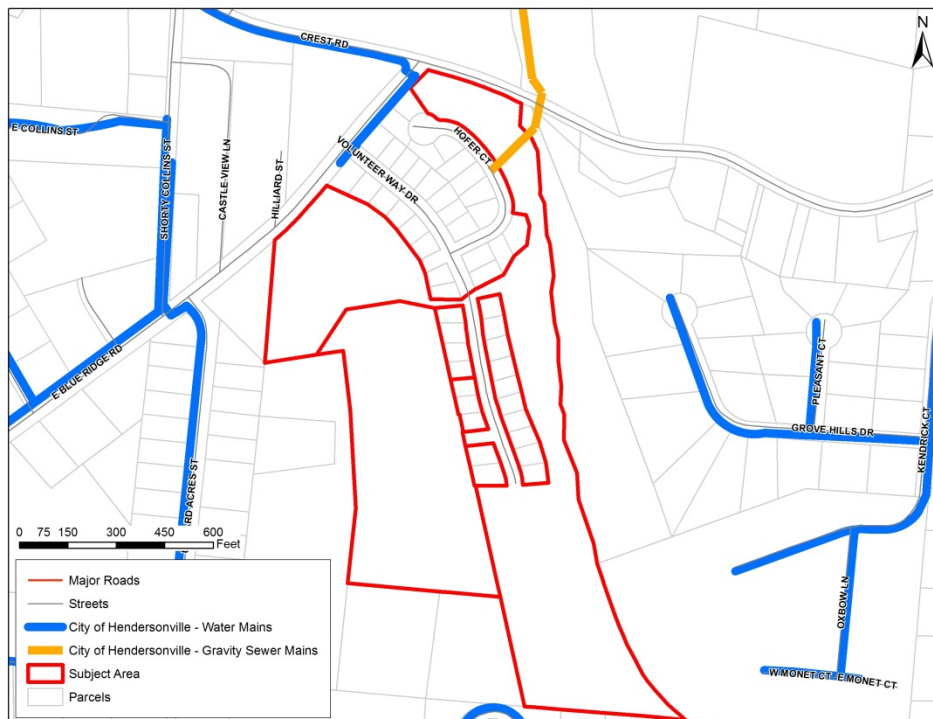 N
CREST RD
E COLLINS ST
SHORTY COLLINS ST
CASTLE VIEW LN
HILLIARD ST
VOLUNTEER WAY DR
HOFER CT
E BLUE RIDGE RD
RD ACRES ST
PLEASANT CT
GROVE HILLS DR
KENDRICK CT
OXBOW LN
W MONET CT
E MONET CT
0 75 150 300 450 600
Feet
Major Roads
Streets
City of Hendersonville - Water Mains
City of Hendersonville - Gravity Sewer Mains
Subject Area
Parcels